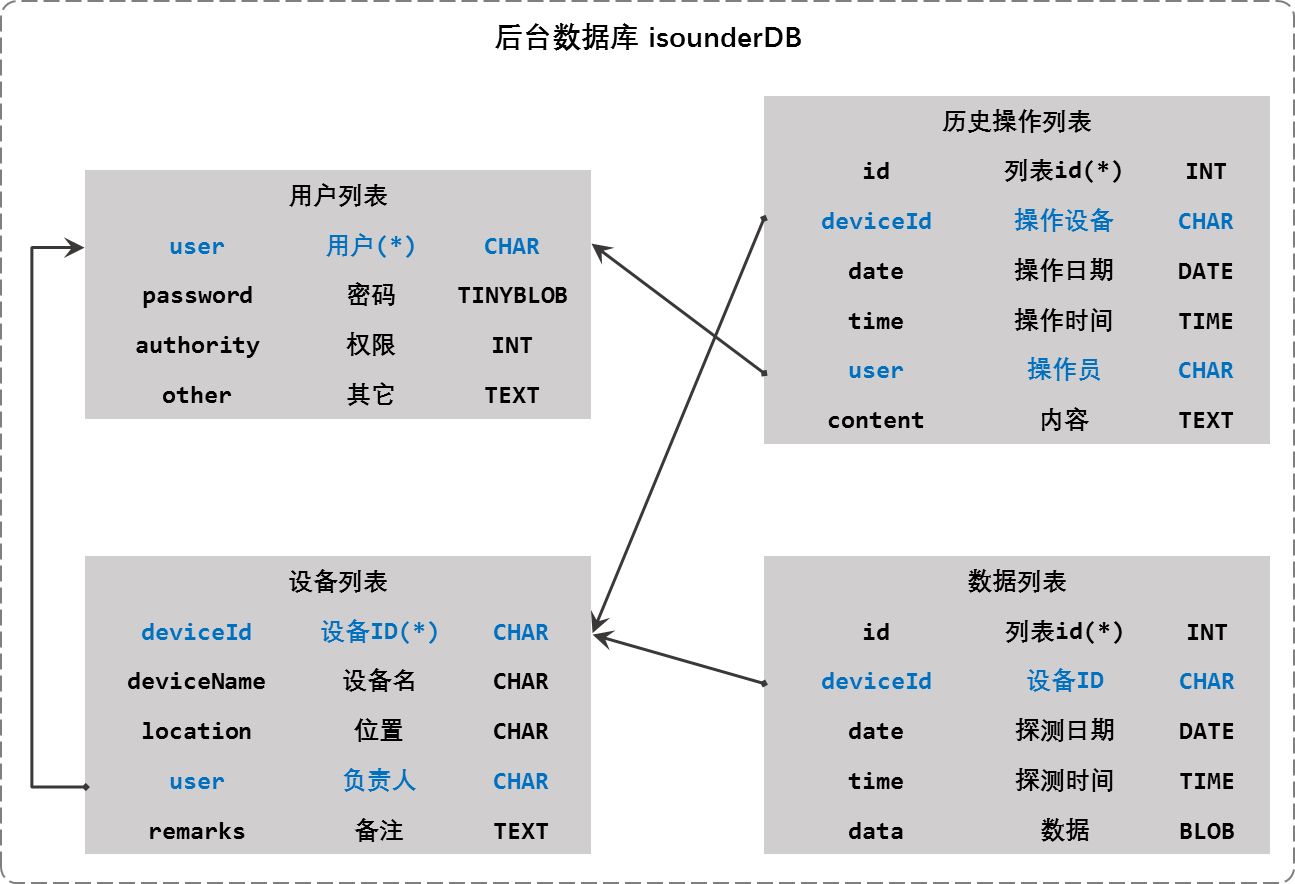 后台数据库 isounderDB
用户列表
user 用户(*) CHAR
password 密码 TINYBLOB
authority 权限 INT
other 其它 TEXT
历史操作列表
id 列表id(*) INT
deviceId 操作设备 CHAR
date 操作日期 DATE
time 操作时间 TIME
user 操作员 CHAR
content 内容 TEXT
设备列表
deviceId 设备ID(*) CHAR
deviceName 设备名 CHAR
location 位置 CHAR
user 负责人 CHAR
remarks 备注 TEXT
数据列表
id 列表id(*) INT
deviceId 设备ID CHAR
date 探测日期 DATE
time 探测时间 TIME
data 数据 BLOB